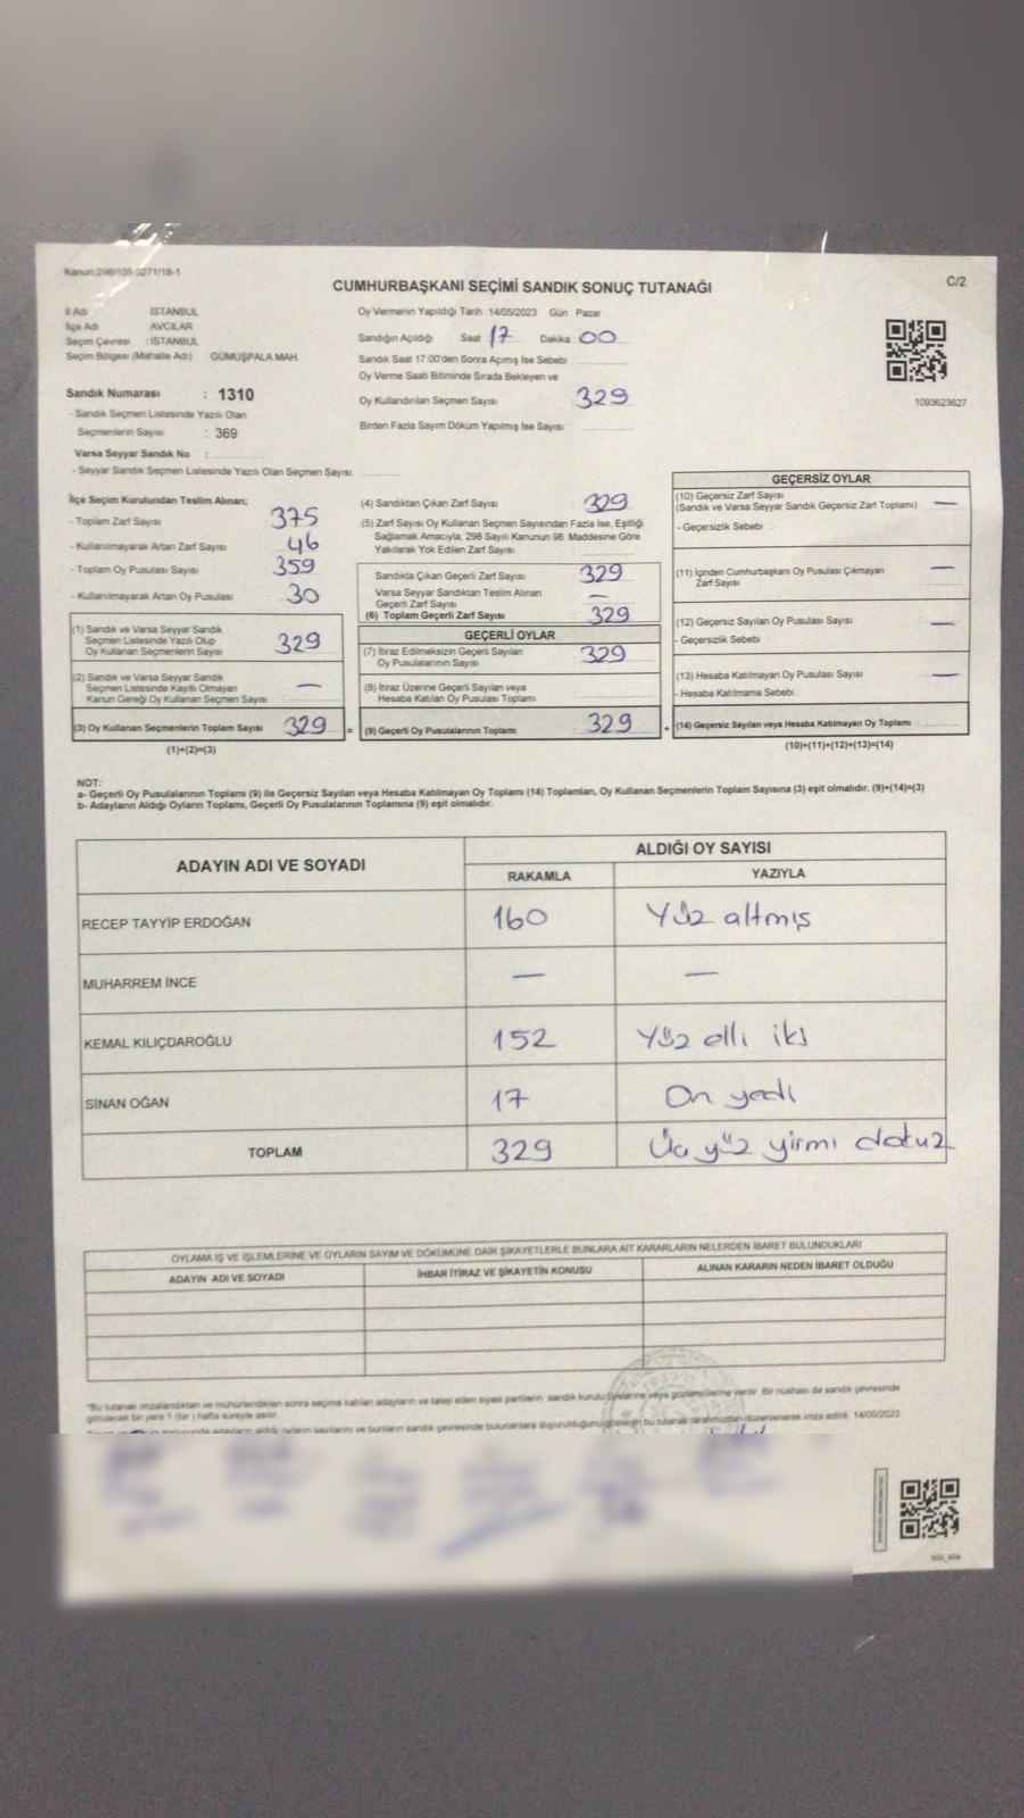 Kanun:298/105-0271/18-1
C/2
CUMHURBAŞKANI SEÇİMİ SANDIK SONUÇ TUTANAĞI
İl Adı İSTANBUL
İlçe Adı AVCILAR
Seçim Çevresi : İSTANBUL
Seçim Bölgesi (Mahalle Adı) GÜMÜŞPALA MAH.
Sandık Numarası : 1310
- Sandık Seçmen Listesinde Yazılı Olan
Seçmenlerin Sayısı : 369
Varsa Seyyar Sandık No :
- Seyyar Sandık Seçmen Listesinde Yazılı Olan Seçmen Sayısı
Oy Vermenin Yapıldığı Tarih : 14/05/2023 Gün : Pazar
Sandığın Açıldığı Saat 17 Dakika 00
Sandık Saat 17:00'den Sonra Açmış İse Sebebi
Oy Verme Saati Bitiminde Sırada Bekleyen ve
Oy Kullandırılan Seçmen Sayısı 329
Birden Fazla Sayım Döküm Yapılmış İse Sayısı
1093623627
İlçe Seçim Kurulundan Teslim Alınan;
- Toplam Zarf Sayısı 375
- Kullanılmayarak Artan Zarf Sayısı 46
- Toplam Oy Pusulası Sayısı 359
- Kullanılmayarak Artan Oy Pusulası 30
(1) Sandık ve Varsa Seyyar Sandık
Seçmen Listesinde Yazılı Olup
Oy Kullanan Seçmenlerin Sayısı 329
(2) Sandık ve Varsa Seyyar Sandık
Seçmen Listesinde Kayıtlı Olmayan
Kanun Gereği Oy Kullanan Seçmen Sayısı —
(3) Oy Kullanan Seçmenlerin Toplam Sayısı 329 =
(1)+(2)=(3)
(4) Sandıktan Çıkan Zarf Sayısı 329
(5) Zarf Sayısı Oy Kullanan Seçmen Sayısından Fazla İse, Eşitliği
Sağlamak Amacıyla, 298 Sayılı Kanunun 98. Maddesine Göre
Yakılarak Yok Edilen Zarf Sayısı
Sandıkta Çıkan Geçerli Zarf Sayısı 329
Varsa Seyyar Sandıktan Teslim Alınan
Geçerli Zarf Sayısı —
(6) Toplam Geçerli Zarf Sayısı 329
GEÇERLİ OYLAR
(7) İtiraz Edilmeksizin Geçerli Sayılan
Oy Pusulalarının Sayısı 329
(8) İtiraz Üzerine Geçerli Sayılan veya
Hesaba Katılan Oy Pusulası Toplamı
(9) Geçerli Oy Pusulalarının Toplamı 329 +
GEÇERSİZ OYLAR
(10) Geçersiz Zarf Sayısı
(Sandık ve Varsa Seyyar Sandık Geçersiz Zarf Toplamı) —
- Geçersizlik Sebebi
(11) İçinden Cumhurbaşkanı Oy Pusulası Çıkmayan
Zarf Sayısı —
(12) Geçersiz Sayılan Oy Pusulası Sayısı —
- Geçersizlik Sebebi
(13) Hesaba Katılmayan Oy Pusulası Sayısı —
- Hesaba Katılmama Sebebi
(14) Geçersiz Sayılan veya Hesaba Katılmayan Oy Toplamı
(10)+(11)+(12)+(13)=(14)
NOT:
a- Geçerli Oy Pusulalarının Toplamı (9) ile Geçersiz Sayılan veya Hesaba Katılmayan Oy Toplamı (14) Toplamları, Oy Kullanan Seçmenlerin Toplam Sayısına (3) eşit olmalıdır. (9)+(14)=(3)
b- Adayların Aldığı Oyların Toplamı, Geçerli Oy Pusulalarının Toplamına (9) eşit olmalıdır.
ADAYIN ADI VE SOYADI ALDIĞI OY SAYISI
RAKAMLA YAZIYLA
RECEP TAYYİP ERDOĞAN 160 Yüz altmış
MUHARREM İNCE — —
KEMAL KILIÇDAROĞLU 152 Yüz elli iki
SİNAN OĞAN 17 On yedi
TOPLAM 329 Üç yüz yirmi dokuz
OYLAMA İŞ VE İŞLEMLERİNE VE OYLARIN SAYIM VE DÖKÜMÜNE DAİR ŞİKAYETLERLE BUNLARA AİT KARARLARIN NELERDEN İBARET BULUNDUKLARI
ADAYIN ADI VE SOYADI İHBAR İTİRAZ VE ŞİKAYETİN KONUSU ALINAN KARARIN NEDEN İBARET OLDUĞU
14/05/2023